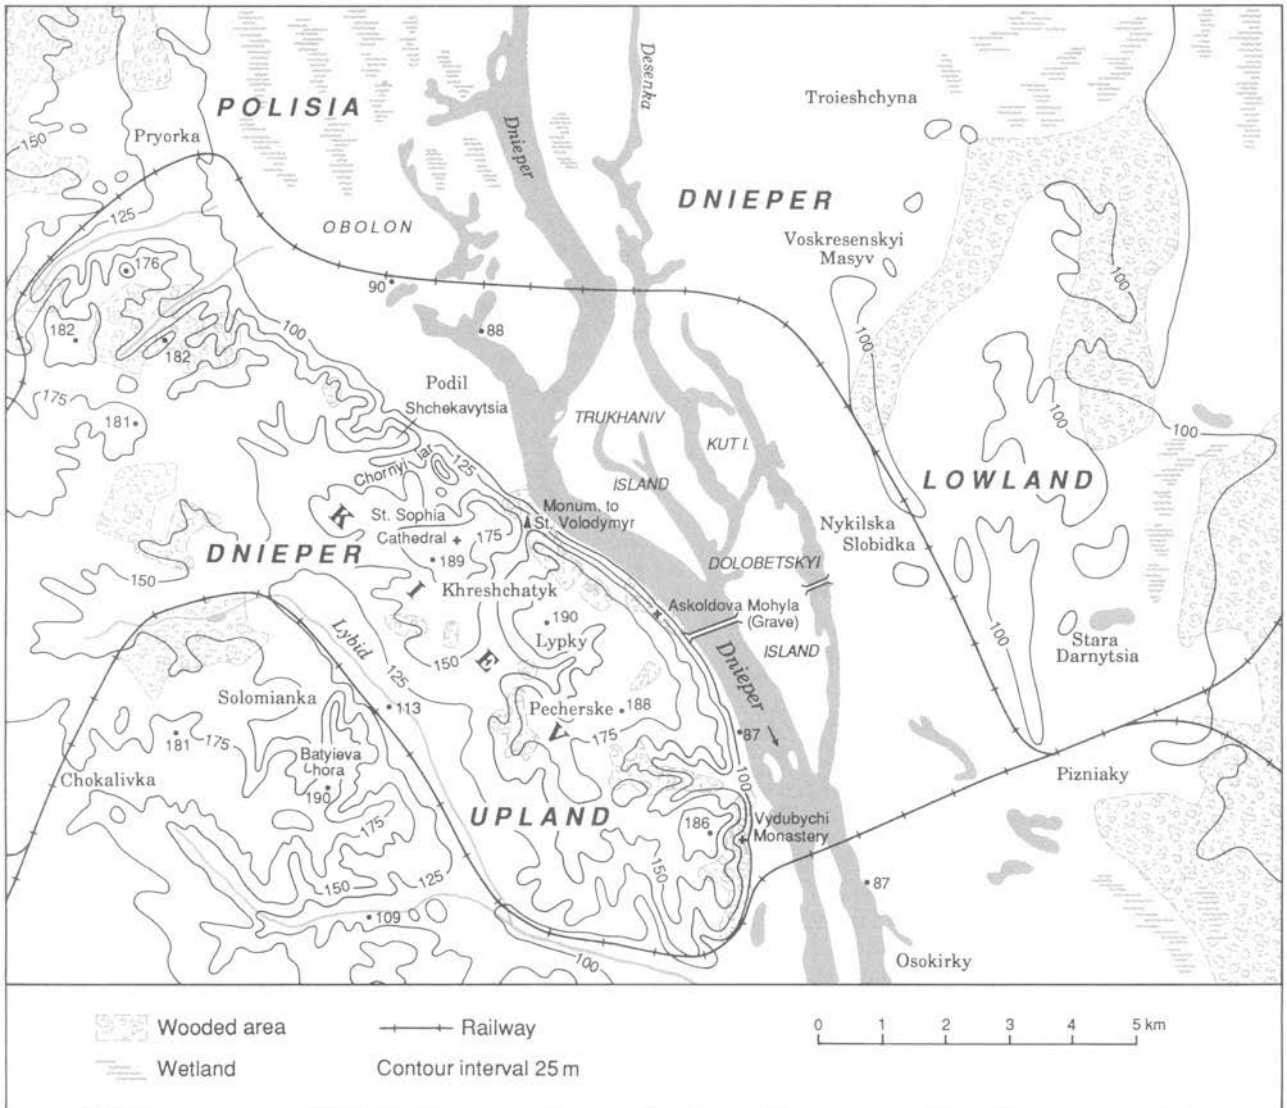 POLISIA
Pryorka
150
125
176
182
182
175
181
OBOLON
90
88
100
Dnieper
Desenka
Troieshchyna
DNIEPER
Voskresenskyi
Masyv
100
100
100
100
LOWLAND
Podil
Shchekavytsia
Chornyi Iar
125
TRUKHANIV
ISLAND
KUT I.
Monum. to
St. Volodymyr
St. Sophia
Cathedral
175
189
KIEV
DNIEPER
150
Khreshchatyk
190
Lypky
150
Nykilska
Slobidka
DOLOBETSKYI
ISLAND
Askoldova Mohyla
(Grave)
Stara
Darnytsia
100
Lybid
125
113
Solomianka
181
175
Chokalivka
Batyieva
hora
190
175
150
125
109
Pecherske
188
175
Dnieper
87
100
UPLAND
186
Vydubychi
Monastery
150
100
87
Pizniaky
Osokirky
Wooded area
Railway
Wetland
Contour interval 25 m
0 1 2 3 4 5 km